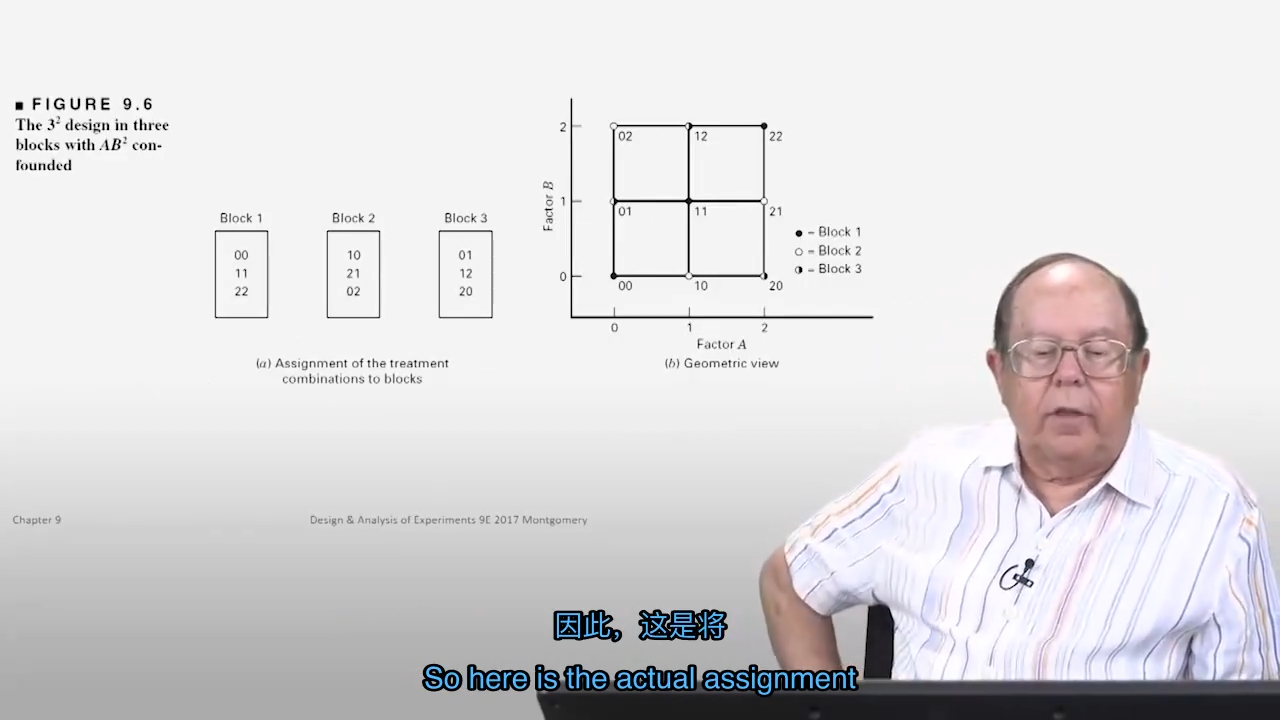 ■ FIGURE 9.6
The 3² design in three
blocks with AB² con-
founded
Block 1
00
11
22
Block 2
10
21
02
Block 3
01
12
20
(a) Assignment of the treatment
combinations to blocks
Factor B
2
1
0
02
12
22
01
11
21
00
10
20
0
1
2
Factor A
(b) Geometric view
● = Block 1
○ = Block 2
◑ = Block 3
Chapter 9
Design & Analysis of Experiments 9E 2017 Montgomery
因此，这是将
So here is the actual assignment